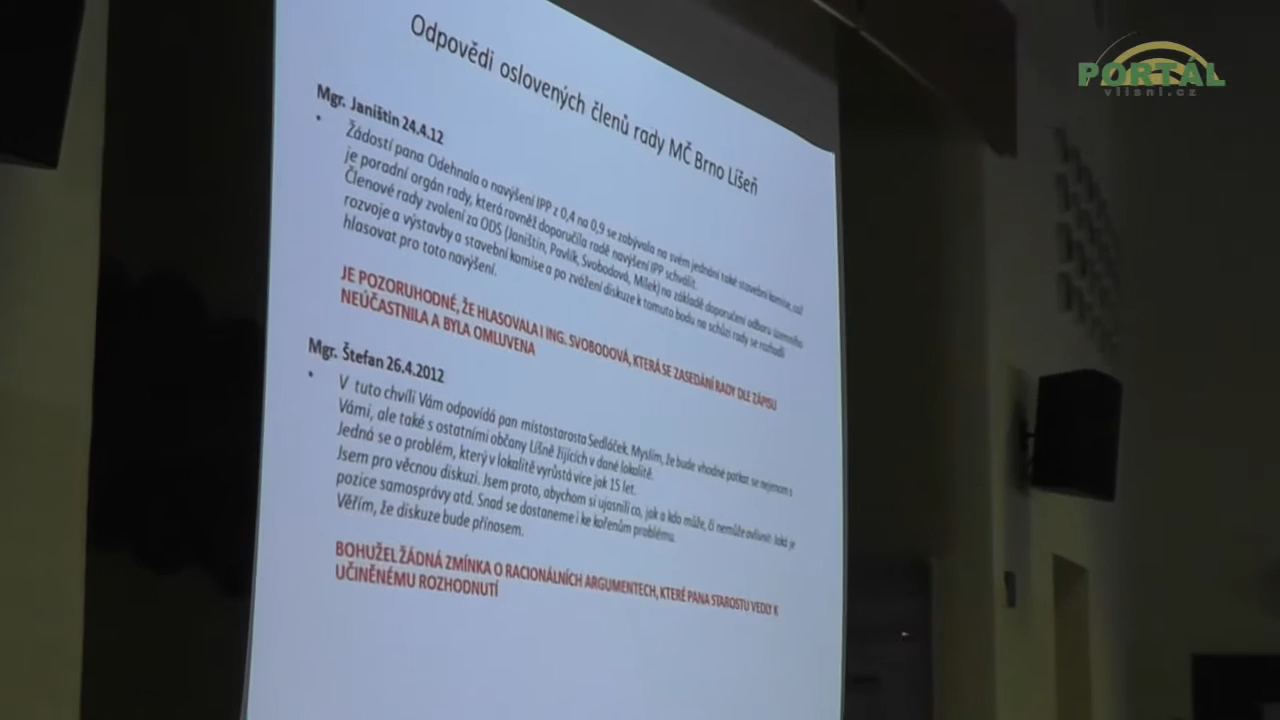 Odpovědi oslovených členů rady MČ Brno Líšeň
Mgr. Janištin 24.4.12
• Žádostí pana Odehnala o navýšení IPP z 0,4 na 0,9 se zabývala na svém jednání také stavební komise, což
je poradní orgán rady, která rovněž doporučila radě navýšení IPP schválit.
Členové rady zvolení za ODS (Janištin, Pavlík, Svobodová, Mílek) na základě doporučení odboru územního
rozvoje a výstavby a stavební komise a po zvážení diskuze k tomuto bodu na schůzi rady se rozhodli
hlasovat pro toto navýšení.
JE POZORUHODNÉ, ŽE HLASOVALA I ING. SVOBODOVÁ, KTERÁ SE ZASEDÁNÍ RADY DLE ZÁPISU
NEÚČASTNILA A BYLA OMLUVENA
Mgr. Štefan 26.4.2012
• V tuto chvíli Vám odpovídá pan místostarosta Sedláček. Myslím, že bude vhodné potkat se nejenom s
Vámi, ale také s ostatními občany Líšně žijících v dané lokalitě.
Jedná se o problém, který v lokalitě vyrůstá více jak 15 let.
Jsem pro věcnou diskuzi. Jsem proto, abychom si ujasnili co, jak a kdo může, či nemůže ovlivnit. Jaká je
pozice samosprávy atd. Snad se dostaneme i ke kořenům problému.
Věřím, že diskuze bude přínosem.
BOHUŽEL ŽÁDNÁ ZMÍNKA O RACIONÁLNÍCH ARGUMENTECH, KTERÉ PANA STAROSTU VEDLY K
UČINĚNÉMU ROZHODNUTÍ
PORTÁL
vlisni.cz